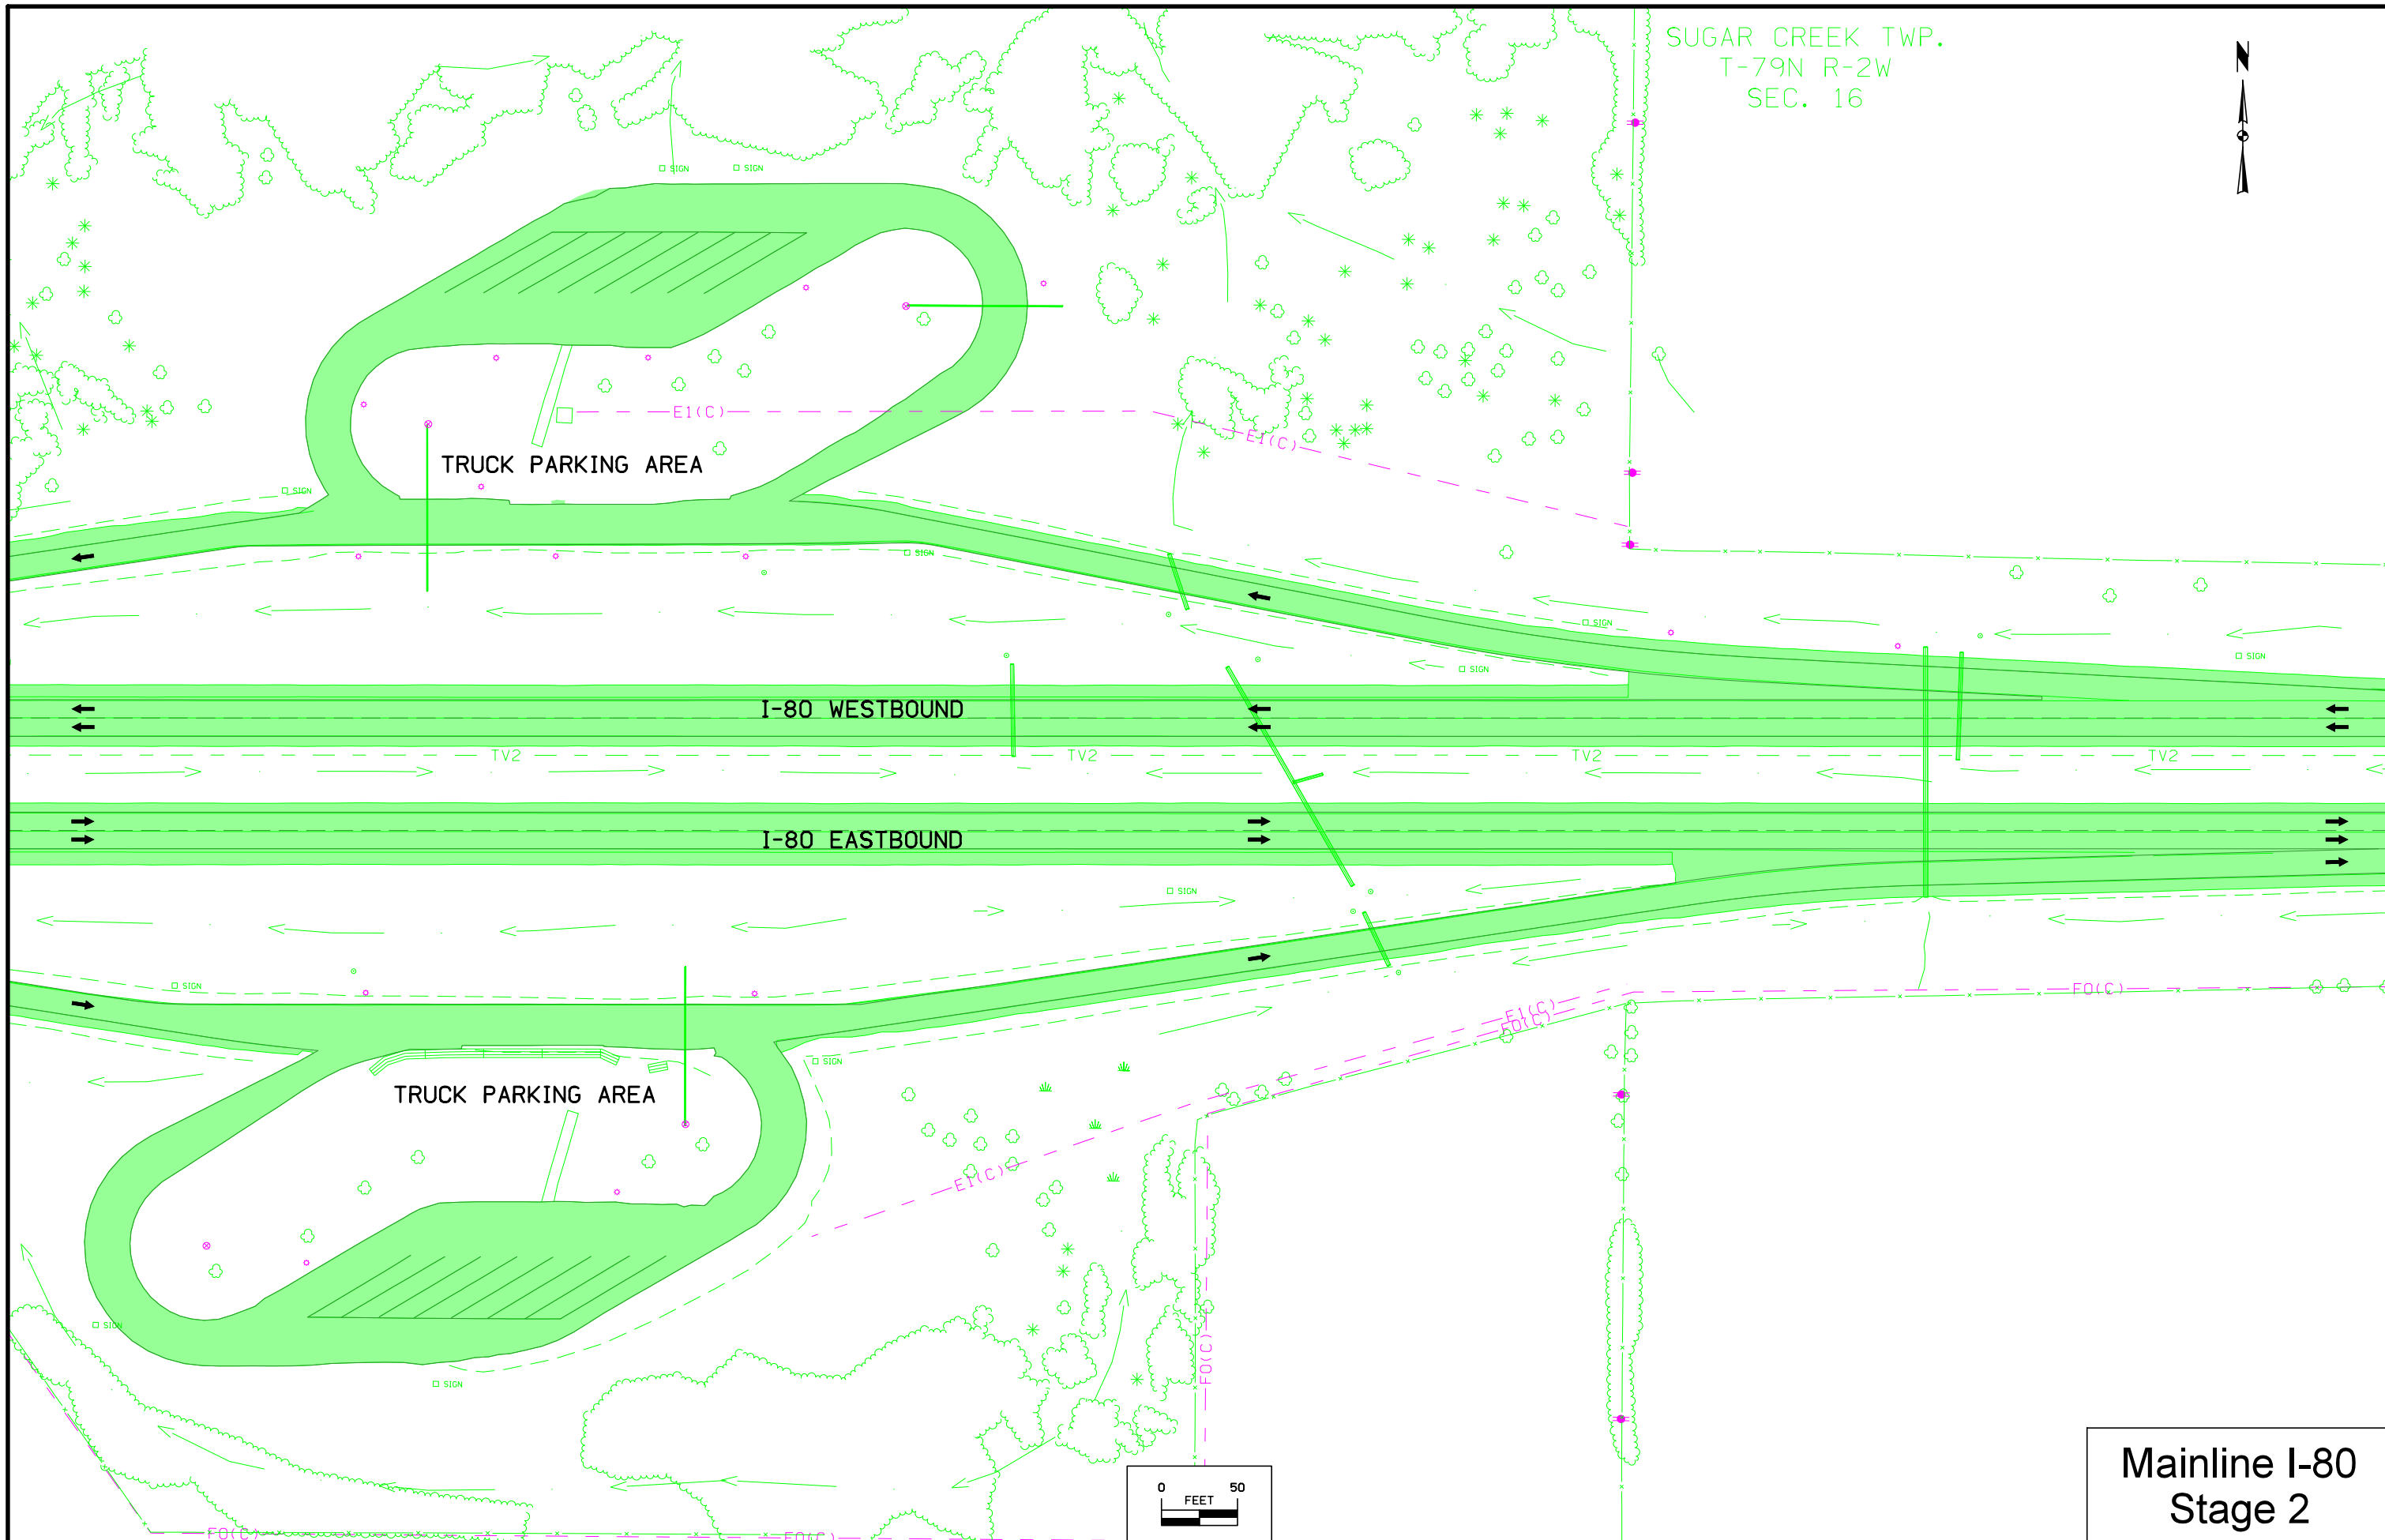 SUGAR CREEK TWP.
T-79N R-2W
SEC. 16
N
SIGN
SIGN
E1(C)
E1(C)
TRUCK PARKING AREA
SIGN
SIGN
SIGN
SIGN
SIGN
I-80 WESTBOUND
TV2
TV2
TV2
TV2
I-80 EASTBOUND
SIGN
SIGN
FO(C)
E1(C)
FO(C)
SIGN
TRUCK PARKING AREA
E1(C)
SIGN
FO(C)
SIGN
0 50
FEET
FO(C)
FO(C)
Mainline I-80
Stage 2